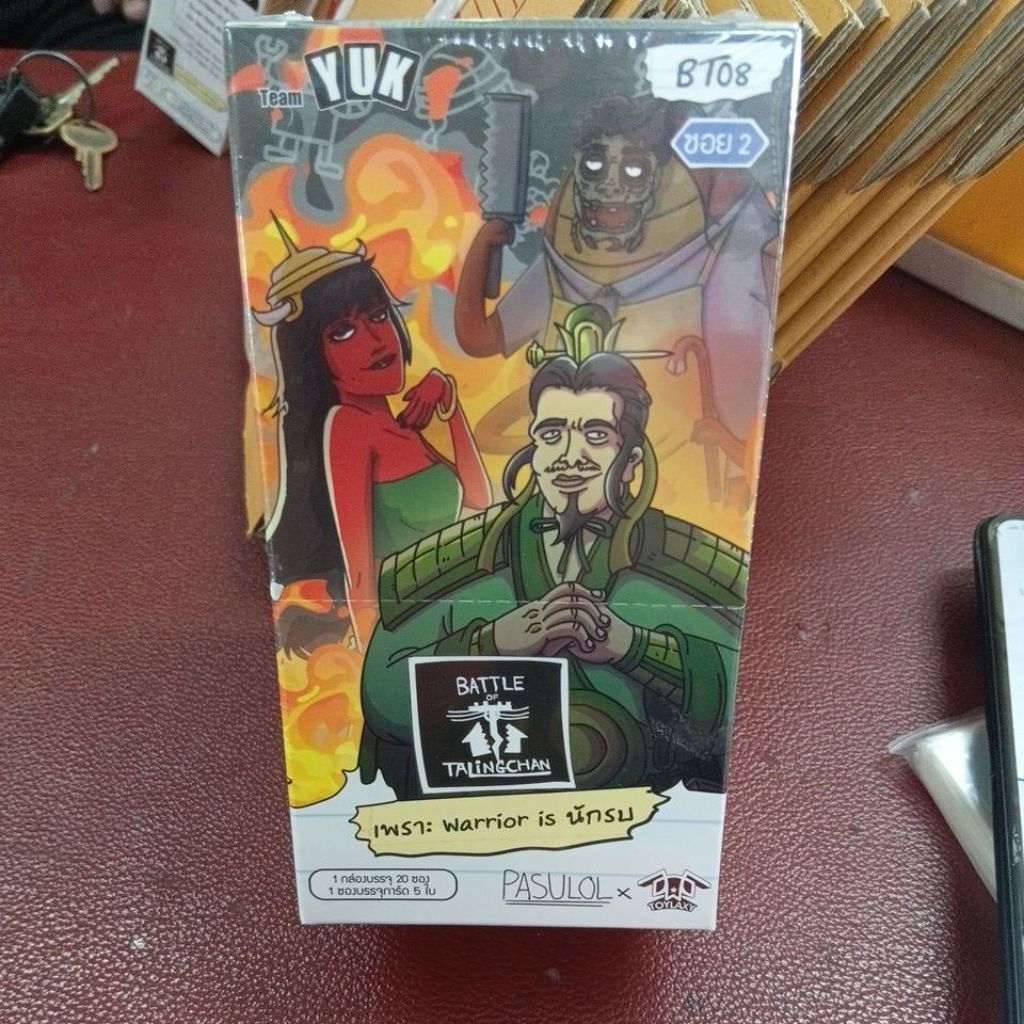 Team YUK
BT08
ซอย 2
BATTLE
OF
TALINGCHAN
เพราะ warrior is นักรบ
1 กล่องบรรจุ 20 ซอง
1 ซองบรรจุการ์ด 5 ใบ
PASULOL x TOYLAXY